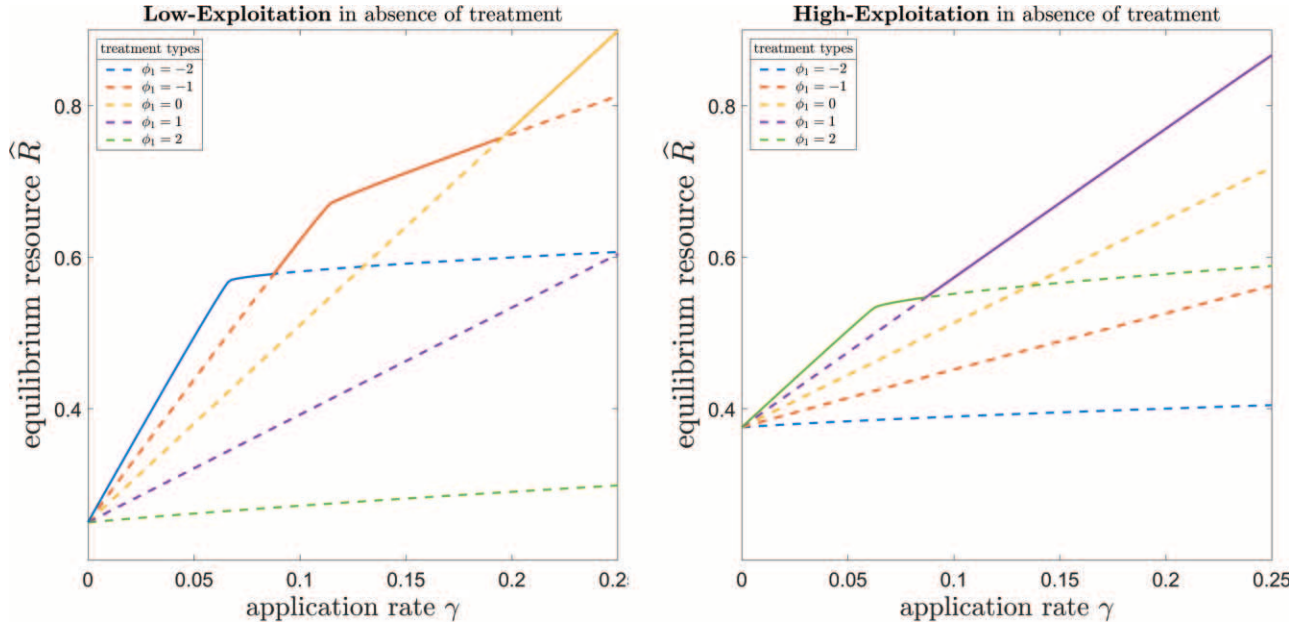 Low-Exploitation in absence of treatment
treatment types
ϕ₁ = −2
ϕ₁ = −1
ϕ₁ = 0
ϕ₁ = 1
ϕ₁ = 2
equilibrium resource R̂
0.8
0.6
0.4
0 0.05 0.1 0.15 0.2 0.2
application rate γ
High-Exploitation in absence of treatment
treatment types
ϕ₁ = −2
ϕ₁ = −1
ϕ₁ = 0
ϕ₁ = 1
ϕ₁ = 2
equilibrium resource R̂
0.8
0.6
0.4
0 0.05 0.1 0.15 0.2 0.25
application rate γ